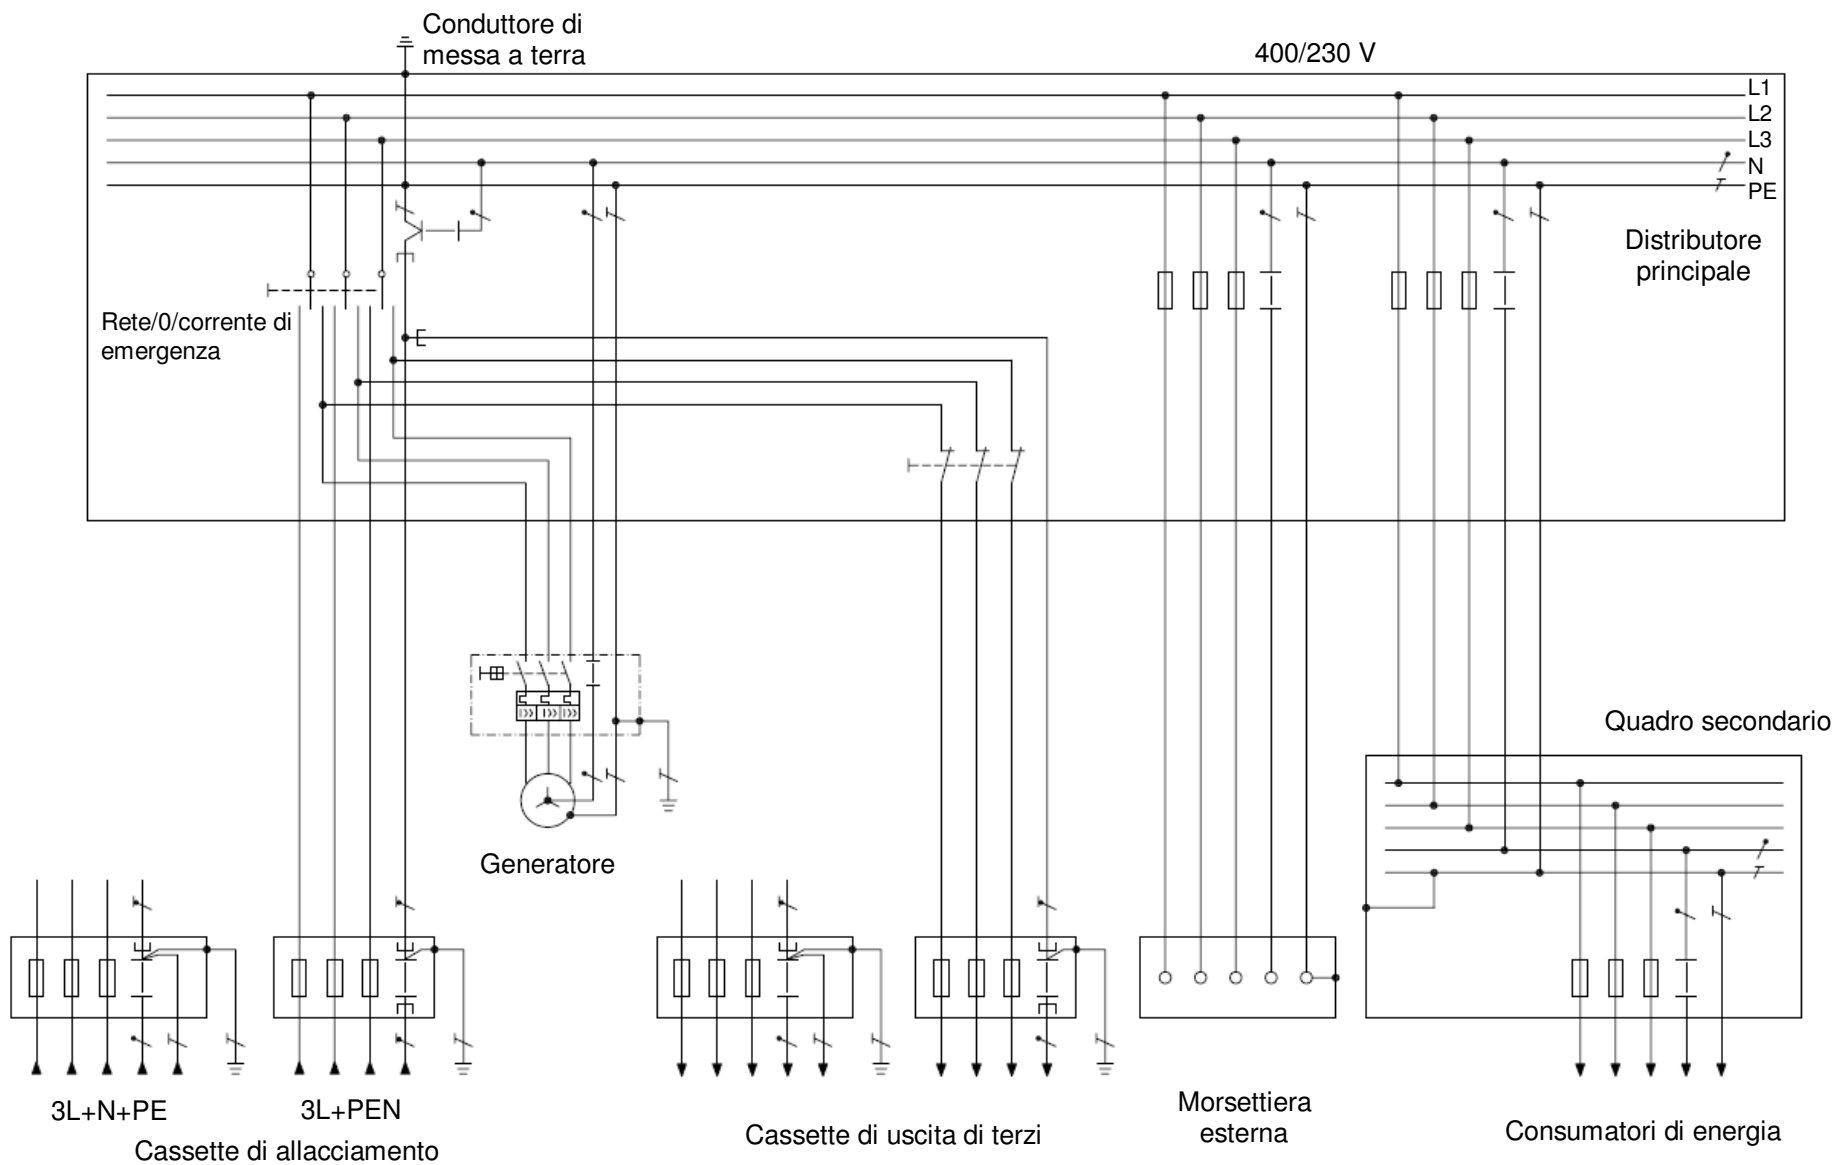 Conduttore di
messa a terra
400/230 V
L1
L2
L3
N
PE
Distributore
principale
Rete/0/corrente di
emergenza
Quadro secondario
Generatore
3L+N+PE
3L+PEN
Cassette di allacciamento
Cassette di uscita di terzi
Morsettiera
esterna
Consumatori di energia